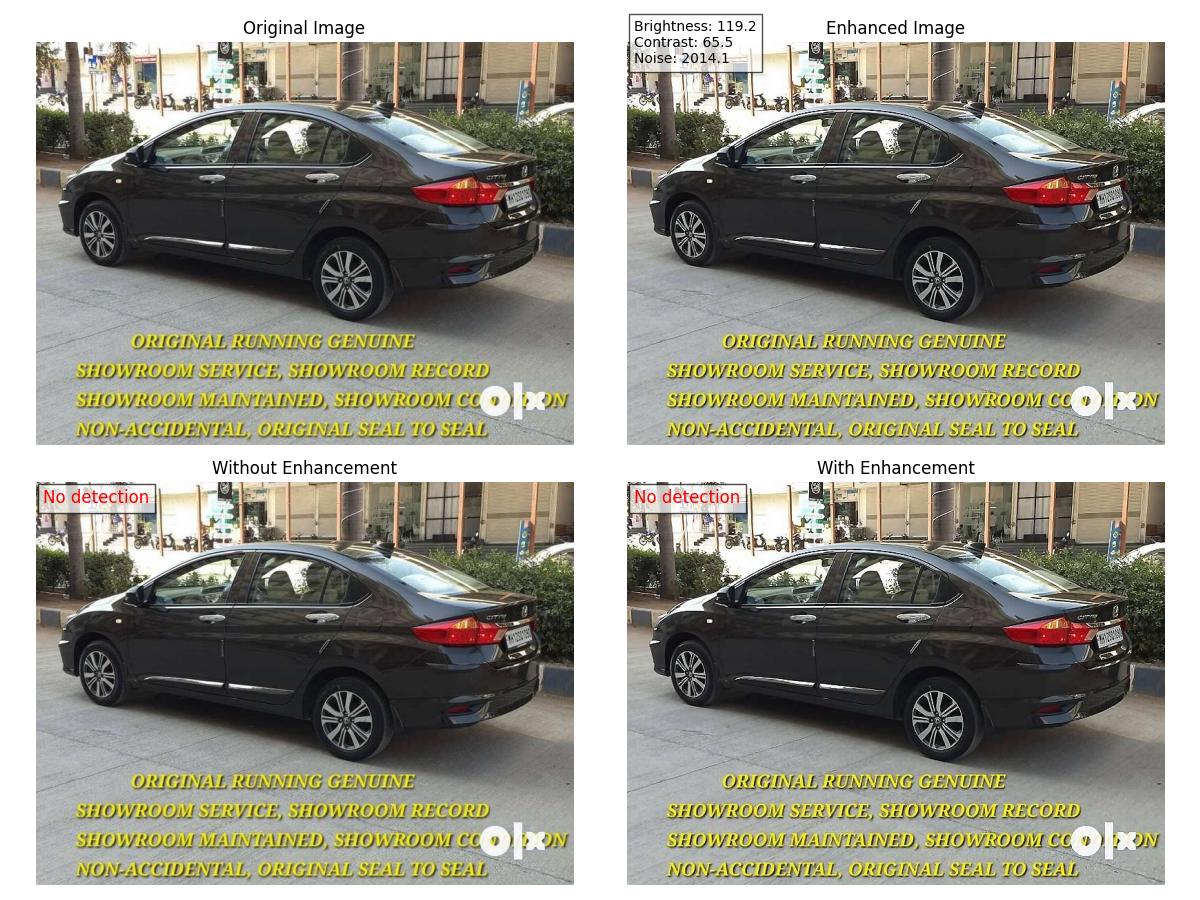 Original Image
ORIGINAL RUNNING GENUINE
SHOWROOM SERVICE, SHOWROOM RECORD
SHOWROOM MAINTAINED, SHOWROOM
NON-ACCIDENTAL, ORIGINAL SEAL TO SEAL
olx
Enhanced Image
Brightness: 119.2
Contrast: 65.5
Noise: 2014.1
ORIGINAL RUNNING GENUINE
SHOWROOM SERVICE, SHOWROOM RECORD
SHOWROOM MAINTAINED, SHOWROOM
NON-ACCIDENTAL, ORIGINAL SEAL TO SEAL
olx
Without Enhancement
No detection
ORIGINAL RUNNING GENUINE
SHOWROOM SERVICE, SHOWROOM RECORD
SHOWROOM MAINTAINED, SHOWROOM
NON-ACCIDENTAL, ORIGINAL SEAL TO SEAL
olx
With Enhancement
No detection
ORIGINAL RUNNING GENUINE
SHOWROOM SERVICE, SHOWROOM RECORD
SHOWROOM MAINTAINED, SHOWROOM
NON-ACCIDENTAL, ORIGINAL SEAL TO SEAL
olx